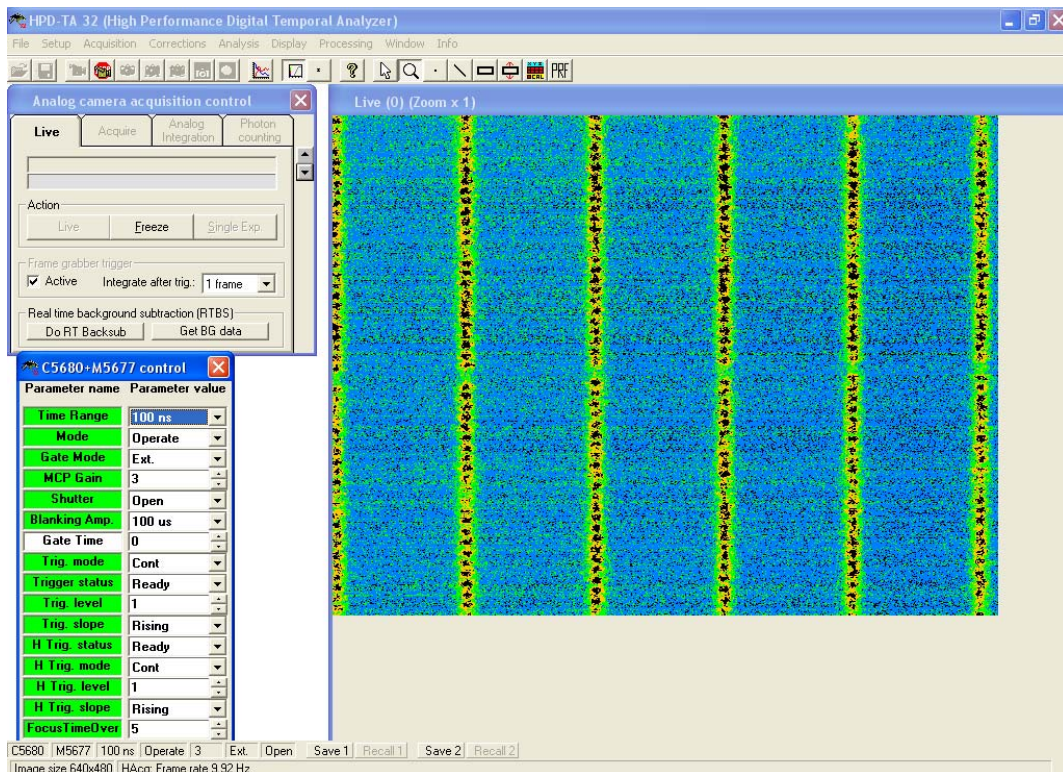 HPD-TA 32 (High Performance Digital Temporal Analyzer)
File Setup Acquisition Corrections Analysis Display Processing Window Info
PRF
Analog camera acquisition control
Live Acquire Analog Integration Photon counting
Action
Live Freeze Single Exp.
Frame grabber trigger
Active Integrate after trig.: 1 frame
Real time background subtraction (RTBS)
Do RT Backsub Get BG data
Live (0) (Zoom x 1)
C5680+M5677 control
Parameter name Parameter value
Time Range 100 ns
Mode Operate
Gate Mode Ext.
MCP Gain 3
Shutter Open
Blanking Amp. 100 us
Gate Time 0
Trig. mode Cont
Trigger status Ready
Trig. level 1
Trig. slope Rising
H Trig. status Ready
H Trig. mode Cont
H Trig. level 1
H Trig. slope Rising
FocusTimeOver 5
C5680 M5677 100 ns Operate 3 Ext. Open Save 1 Recall 1 Save 2 Recall 2
Image size 640x480 HAcq: Frame rate 9.92 Hz